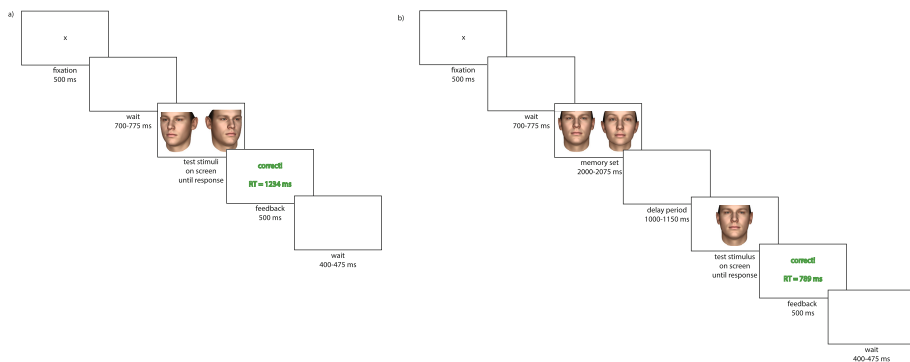 a)
x
fixation
500 ms
wait
700-775 ms
test stimuli
on screen
until response
correct!
RT = 1234 ms
feedback
500 ms
wait
400-475 ms
b)
x
fixation
500 ms
wait
700-775 ms
memory set
2000-2075 ms
delay period
1000-1150 ms
test stimulus
on screen
until response
correct!
RT = 789 ms
feedback
500 ms
wait
400-475 ms